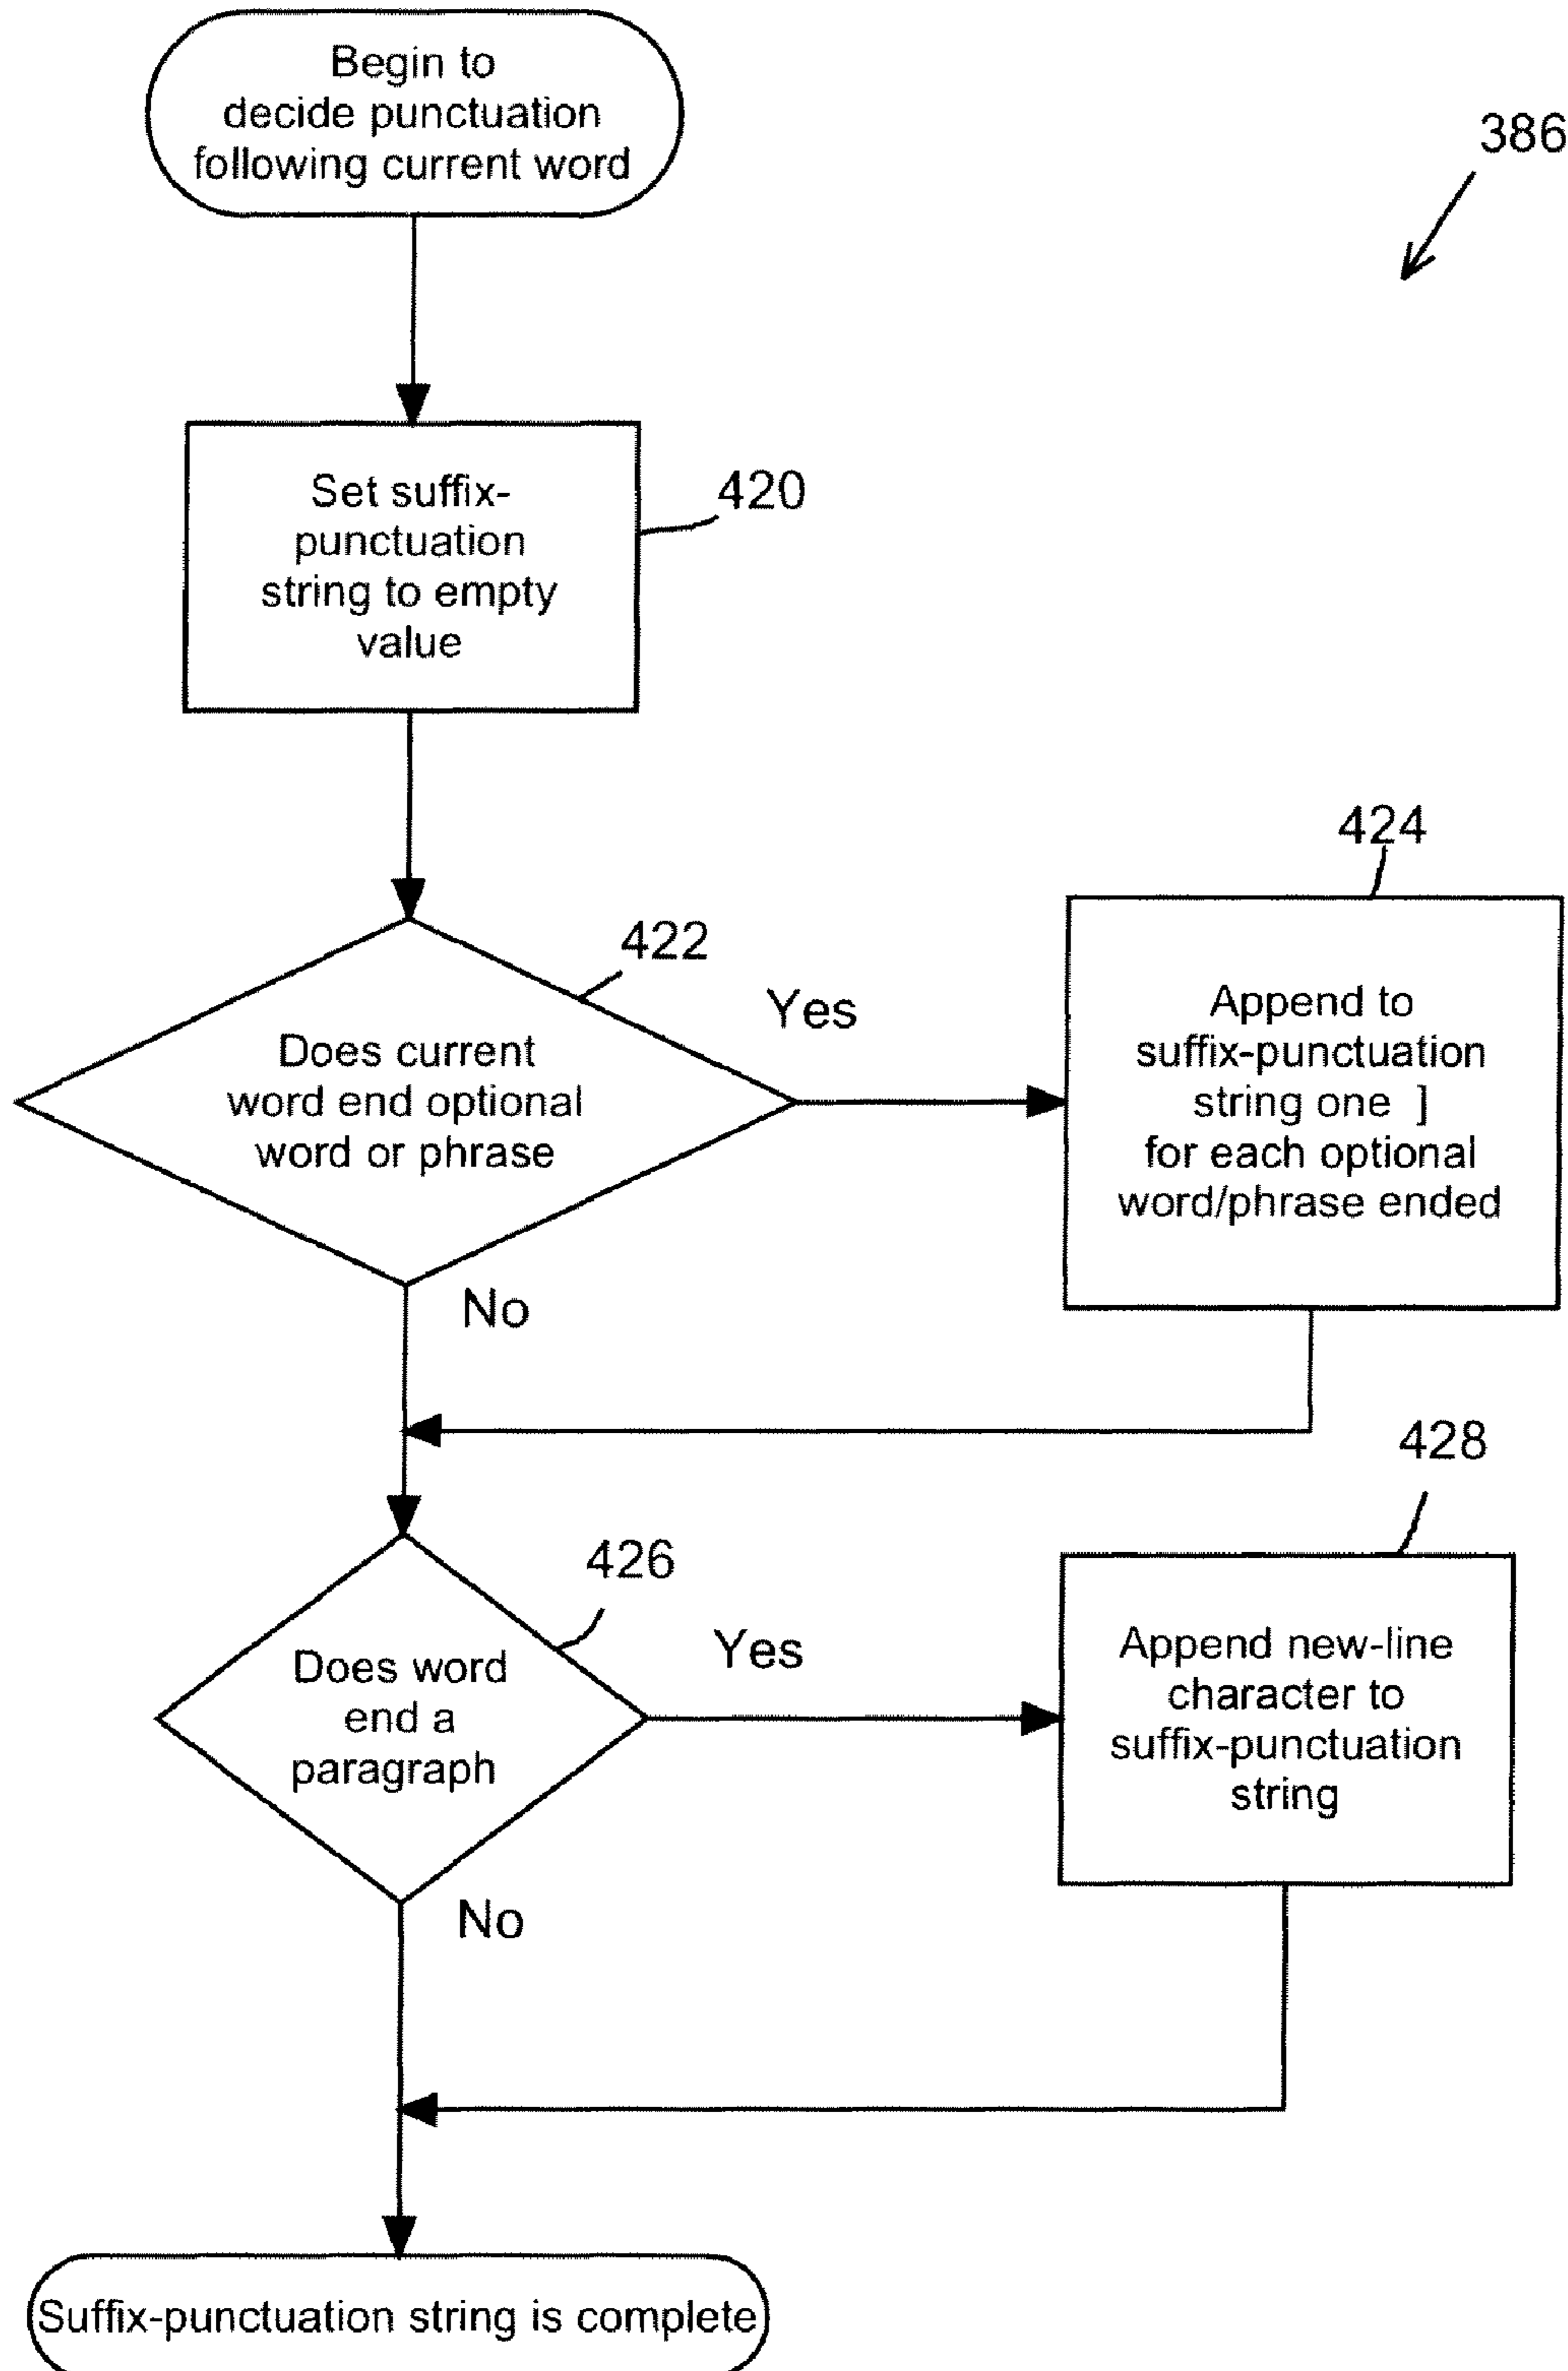 Begin to
decide punctuation
following current word
386
Set suffix-
punctuation
string to empty
value
420
422
Does current
word end optional
word or phrase
Yes
No
424
Append to
suffix-punctuation
string one ]
for each optional
word/phrase ended
426
Does word
end a
paragraph
Yes
No
428
Append new-line
character to
suffix-punctuation
string
Suffix-punctuation string is complete